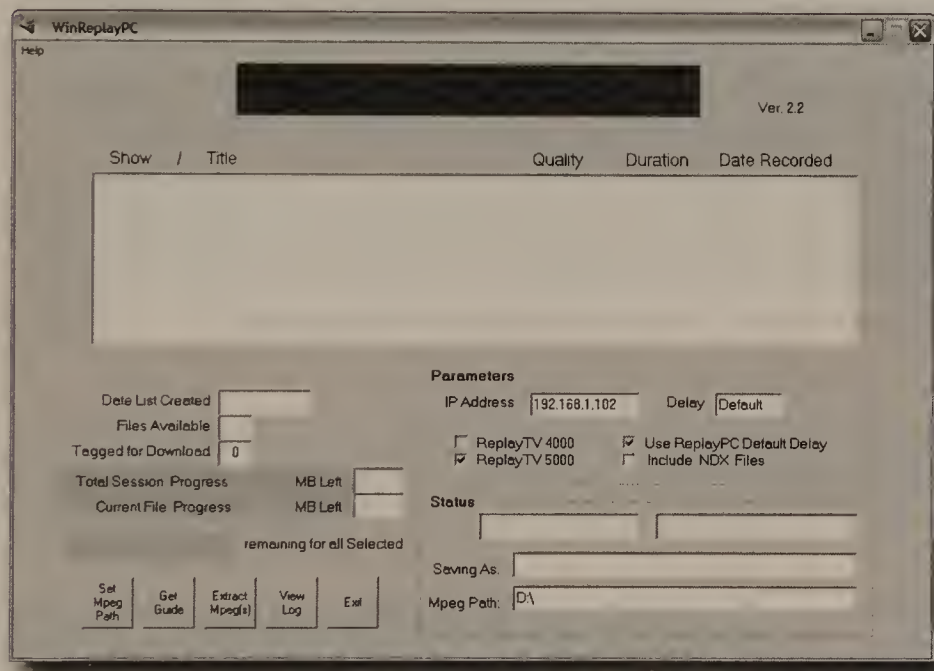 WinReplayPC
Help
Ver. 2.2
Show / Title Quality Duration Date Recorded
Date List Created
Files Available
Tagged for Download 0
Total Session Progress MB Left
Current File Progress MB Left
remaining for all Selected
Set Mpeg Path
Get Guide
Extract Mpeg(s)
View Log
Exit
Parameters
IP Address 192.168.1.102 Delay Default
ReplayTV 4000 Use ReplayPC Default Delay
ReplayTV 5000 Include NDX Files
Status
Saving As:
Mpeg Path: D:\